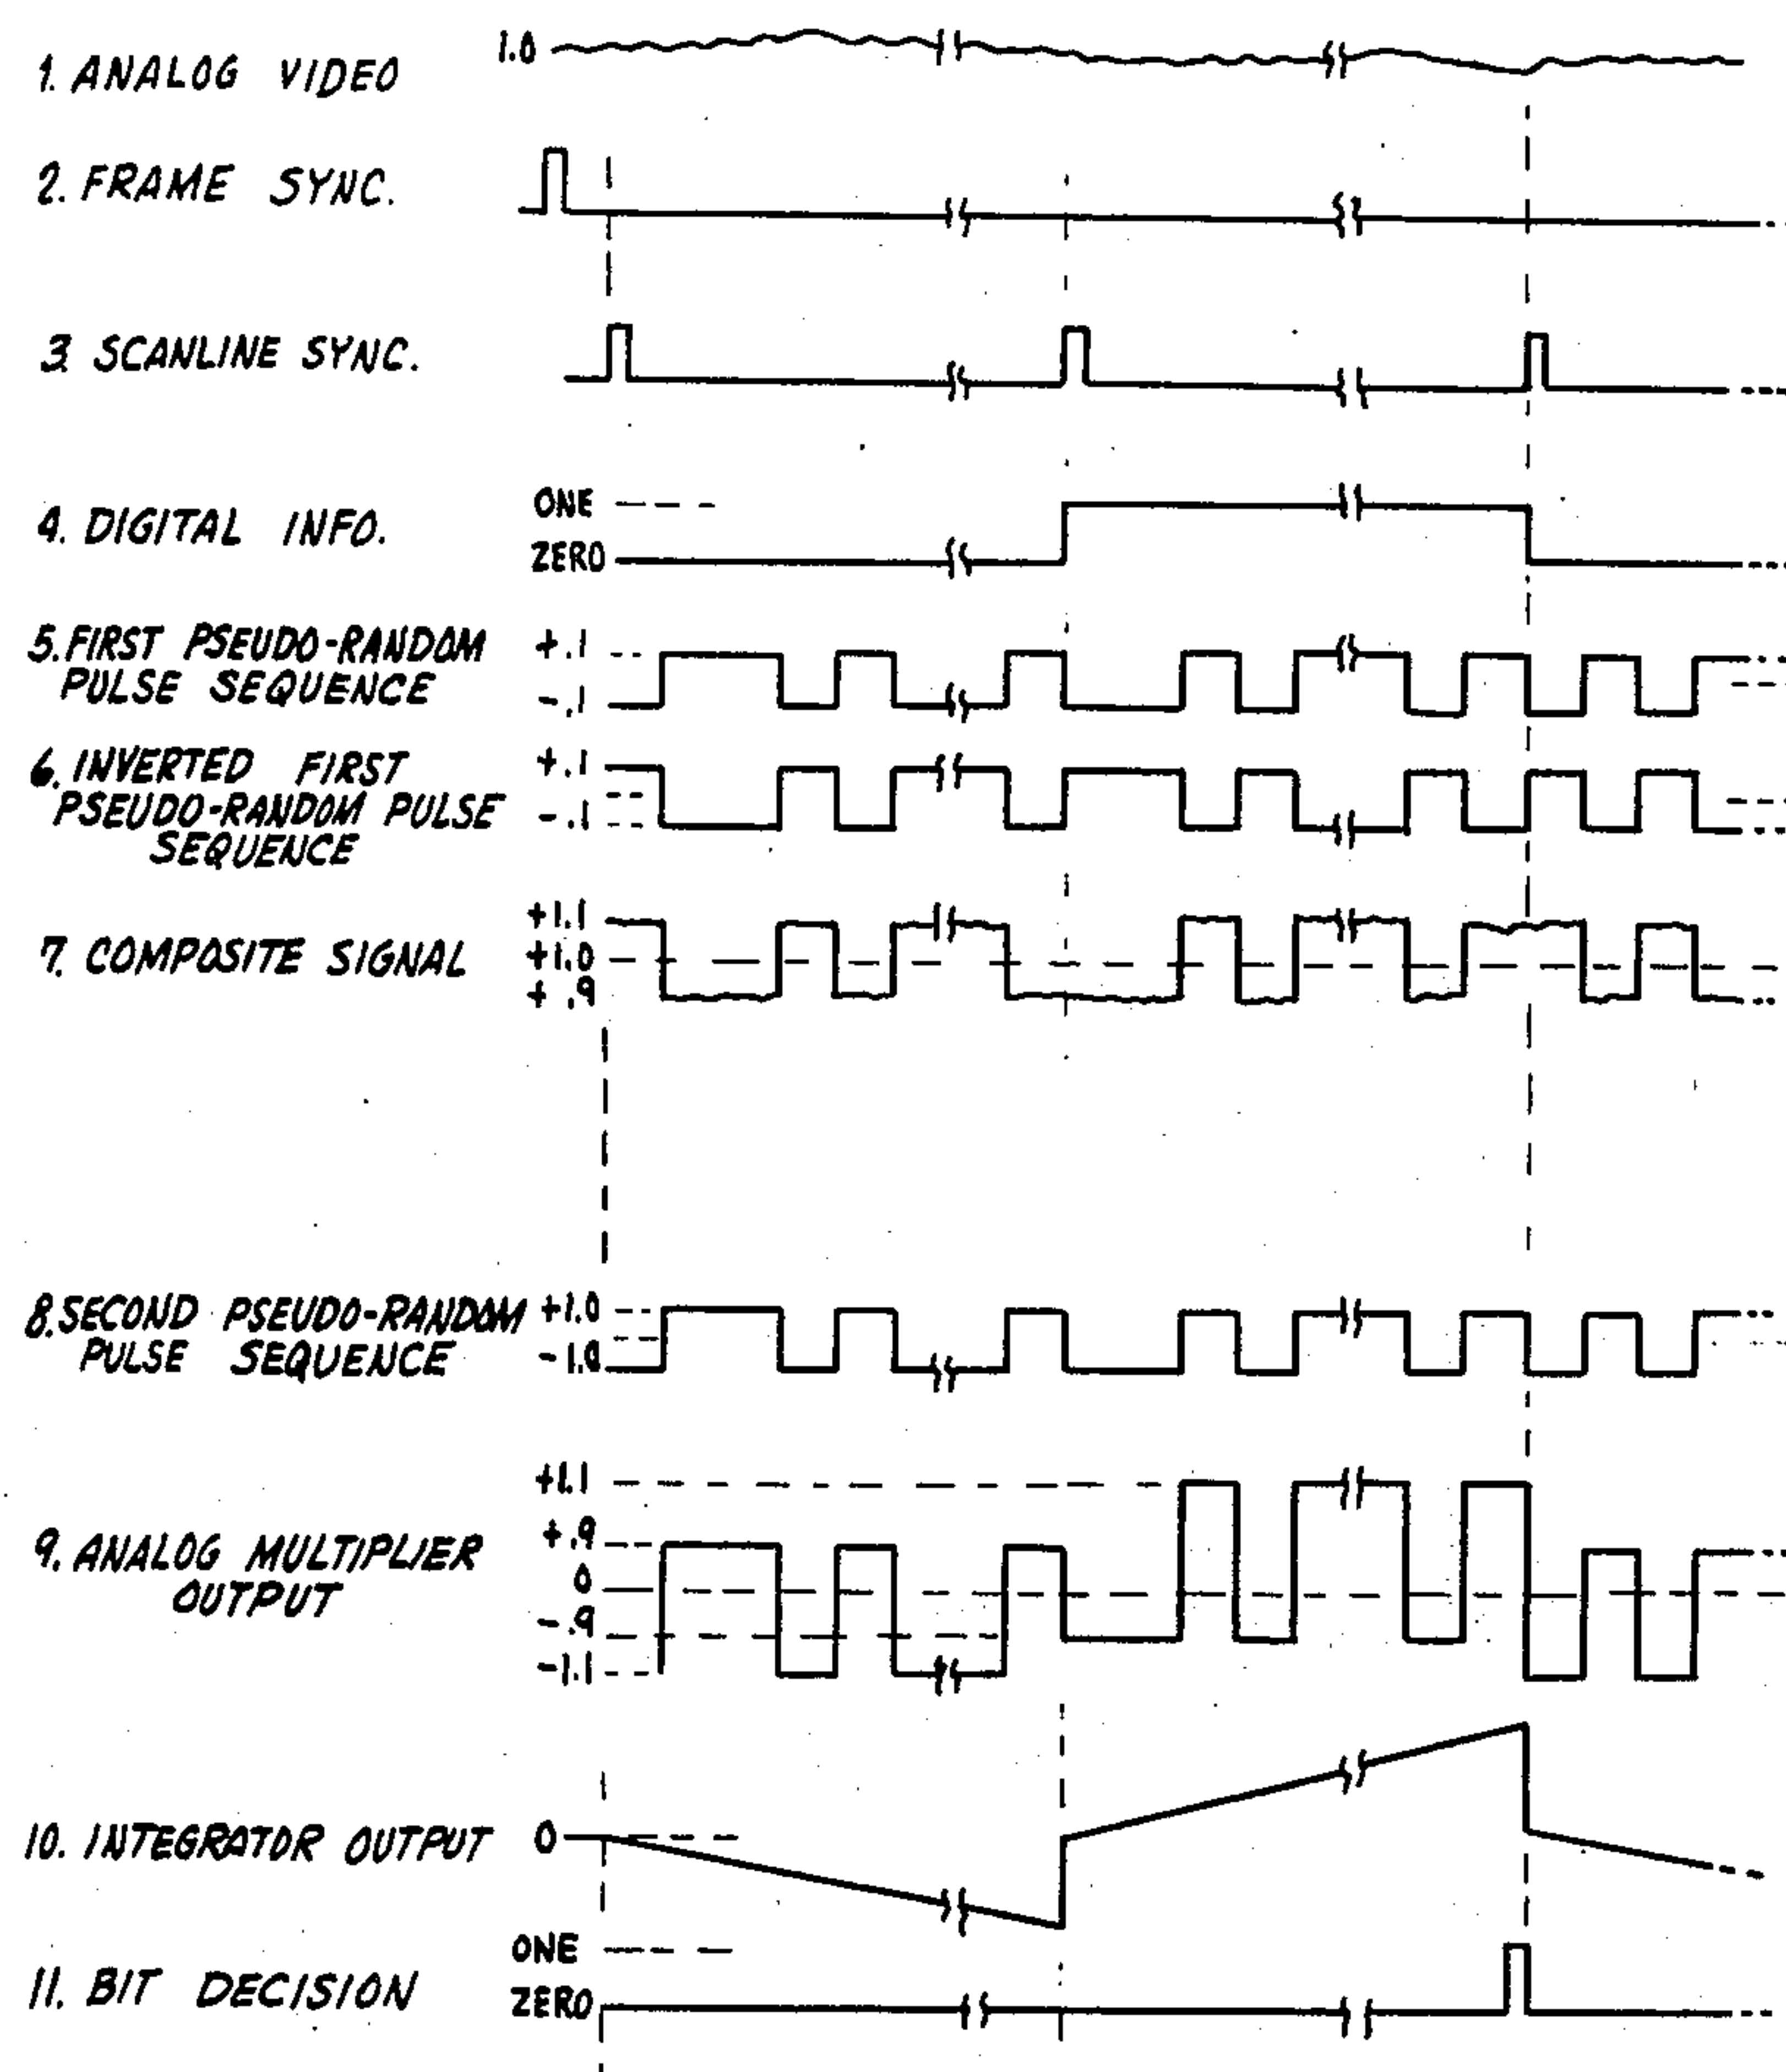 1. ANALOG VIDEO
1.0
2. FRAME SYNC.
3 SCANLINE SYNC.
4. DIGITAL INFO.
ONE
ZERO
5. FIRST PSEUDO-RANDOM
PULSE SEQUENCE
+.1
-.1
6. INVERTED FIRST
PSEUDO-RANDOM PULSE
SEQUENCE
+.1
-.1
7. COMPOSITE SIGNAL
+1.1
+1.0
+.9
8. SECOND PSEUDO-RANDOM
PULSE SEQUENCE
+1.0
-1.0
9. ANALOG MULTIPLIER
OUTPUT
+1.1
+.9
0
-.9
-1.1
10. INTEGRATOR OUTPUT
0
11. BIT DECISION
ONE
ZERO